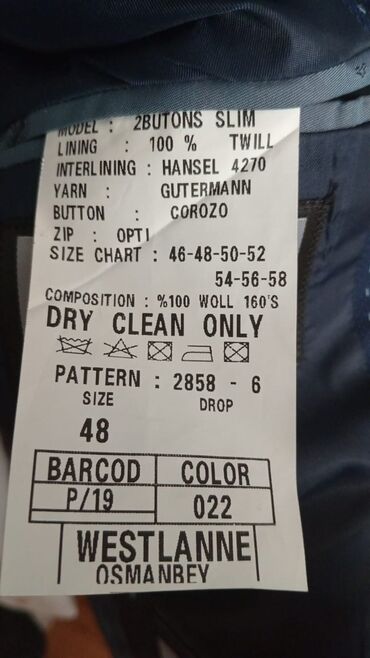 MODEL : 2BUTONS SLIM
LINING : 100 % TWILL
INTERLINING : HANSEL 4270
YARN : GUTERMANN
BUTTON : COROZO
ZIP : OPTI
SIZE CHART : 46-48-50-52
54-56-58
COMPOSITION : %100 WOLL 160'S
DRY CLEAN ONLY
PATTERN : 2858 - 6
SIZE DROP
48
BARCOD COLOR
P/19 022
WESTLANNE
OSMANBEY